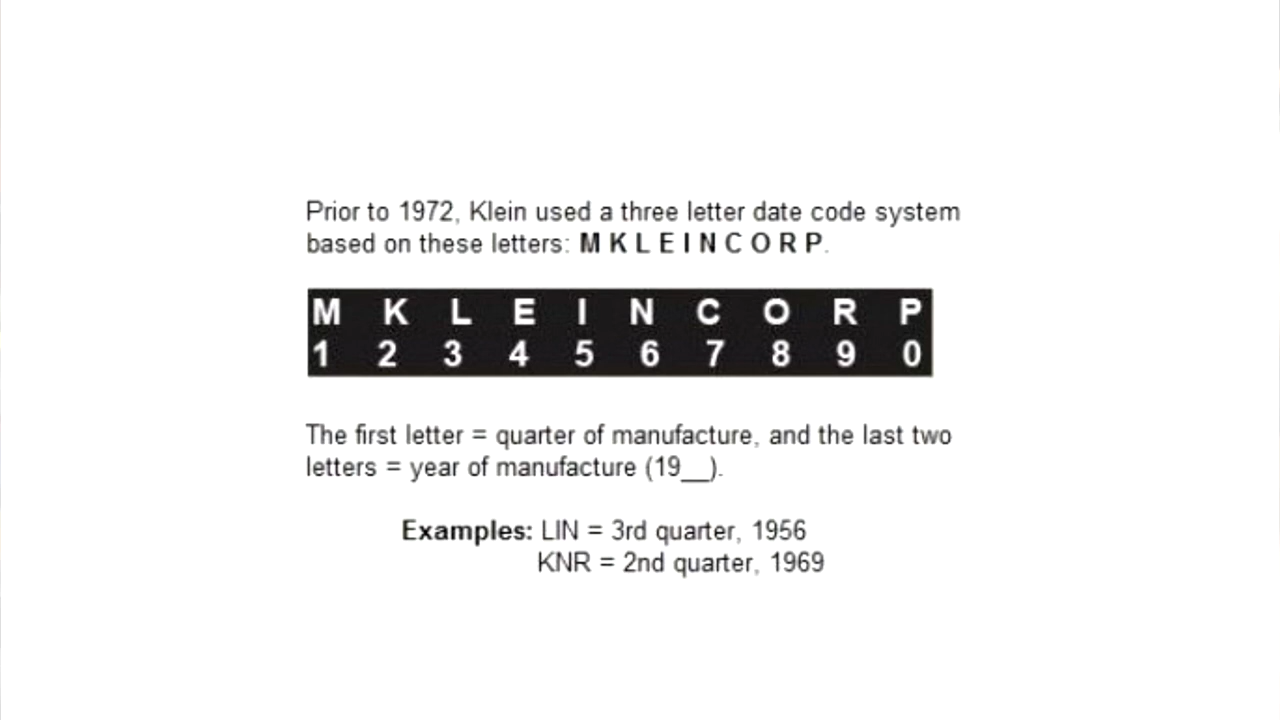 Prior to 1972, Klein used a three letter date code system
based on these letters: M K L E I N C O R P.
M K L E I N C O R P
1 2 3 4 5 6 7 8 9 0
The first letter = quarter of manufacture, and the last two
letters = year of manufacture (19__).
Examples: LIN = 3rd quarter, 1956
KNR = 2nd quarter, 1969